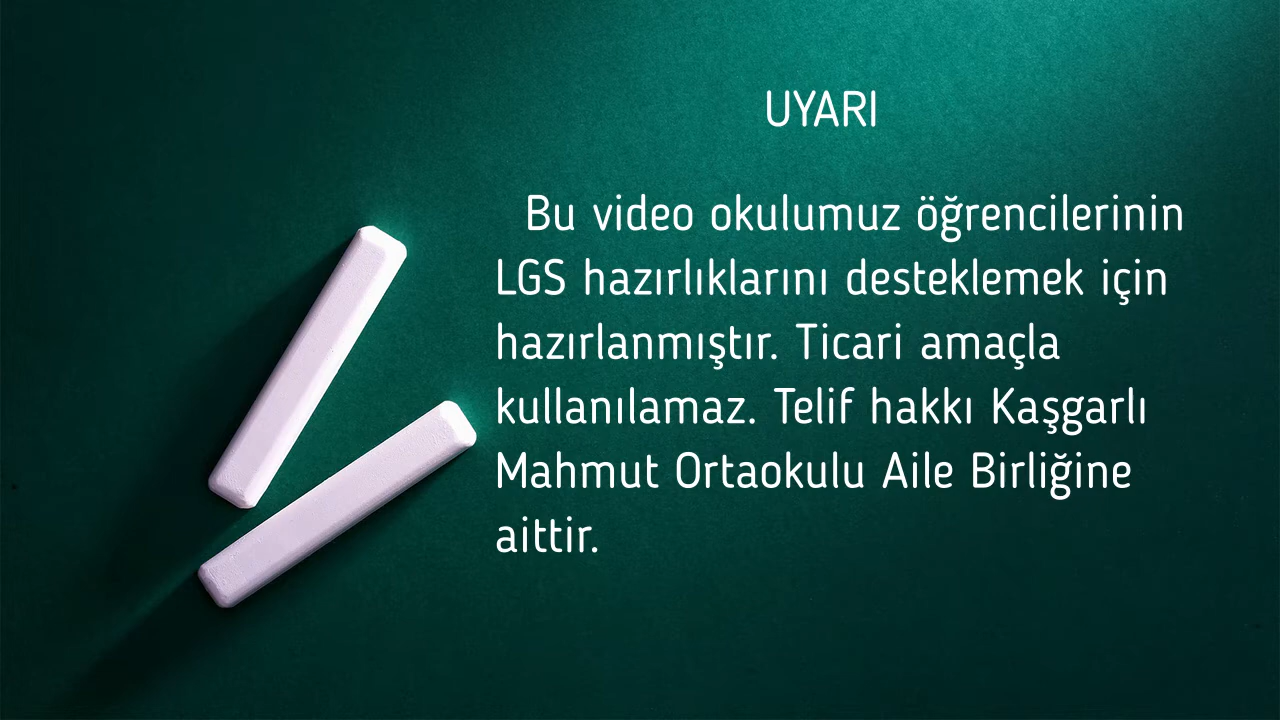 UYARI
Bu video okulumuz öğrencilerinin
LGS hazırlıklarını desteklemek için
hazırlanmıştır. Ticari amaçla
kullanılamaz. Telif hakkı Kaşgarlı
Mahmut Ortaokulu Aile Birliğine
aittir.